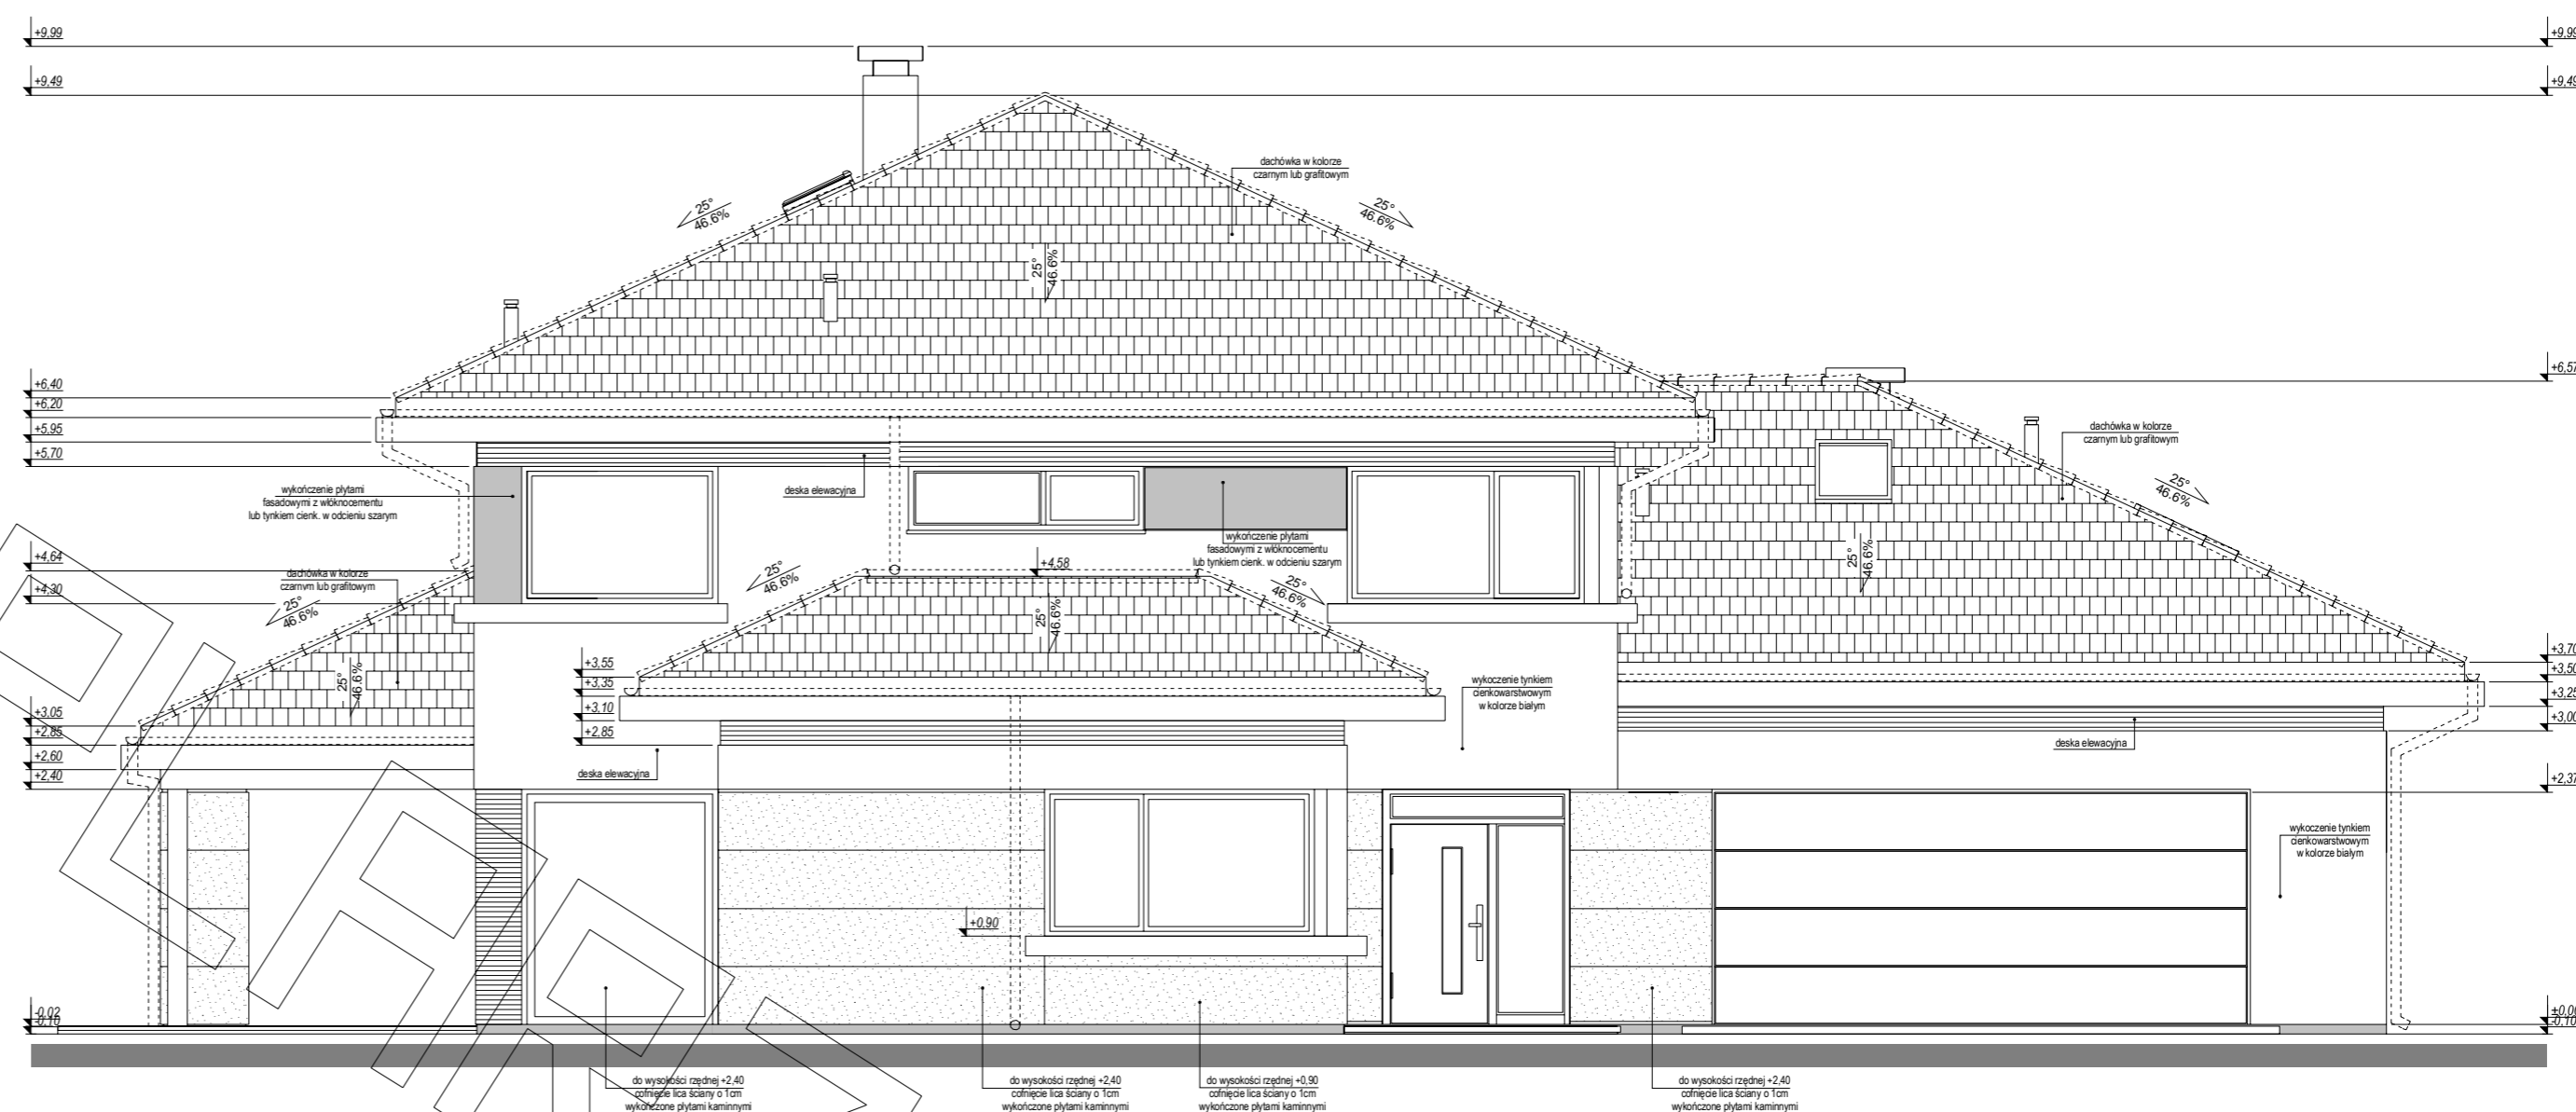 +9.99
+9,99
+9,49
+9,49
dachówka w kolorze
czarnym lub grafitowym
25°
46.6%
25°
46.6%
25°
46.6%
+6,40
+6,57
+6,20
+5,95
+5,70
dachówka w kolorze
czarnym lub grafitowym
wykończenie płytami
fasadowymi z włóknocementu
lub tynkiem cienk. w odcieniu szarym
deska elewacyjna
25°
46.6%
wykończenie płytami
fasadowymi z włóknocementu
lub tynkiem cienk. w odcieniu szarym
+4,64
+4,58
+4,30
dachówka w kolorze
czarnym lub grafitowym
25°
46.6%
25°
46.6%
25°
46.6%
25°
46.6%
25°
46.6%
25°
46.6%
+3,55
+3,35
+3,10
+2,85
+3,70
+3,50
+3,25
+3,00
wykoczenie tynkiem
cienkowarstwowym
w kolorze białym
+3,05
+2,85
+2,60
+2,40
deska elewacyjna
deska elewacyjna
+2,37
wykoczenie tynkiem
cienkowarstwowym
w kolorze białym
+0,90
-0,02
-0,10
±0,00
-0,10
do wysokości rzędnej +2,40
cofnięcie lica ściany o 1cm
wykończone płytami kaminnymi
do wysokości rzędnej +2,40
cofnięcie lica ściany o 1cm
wykończone płytami kaminnymi
do wysokości rzędnej +0,90
cofnięcie lica ściany o 1cm
wykończone płytami kaminnymi
do wysokości rzędnej +2,40
cofnięcie lica ściany o 1cm
wykończone płytami kaminnymi